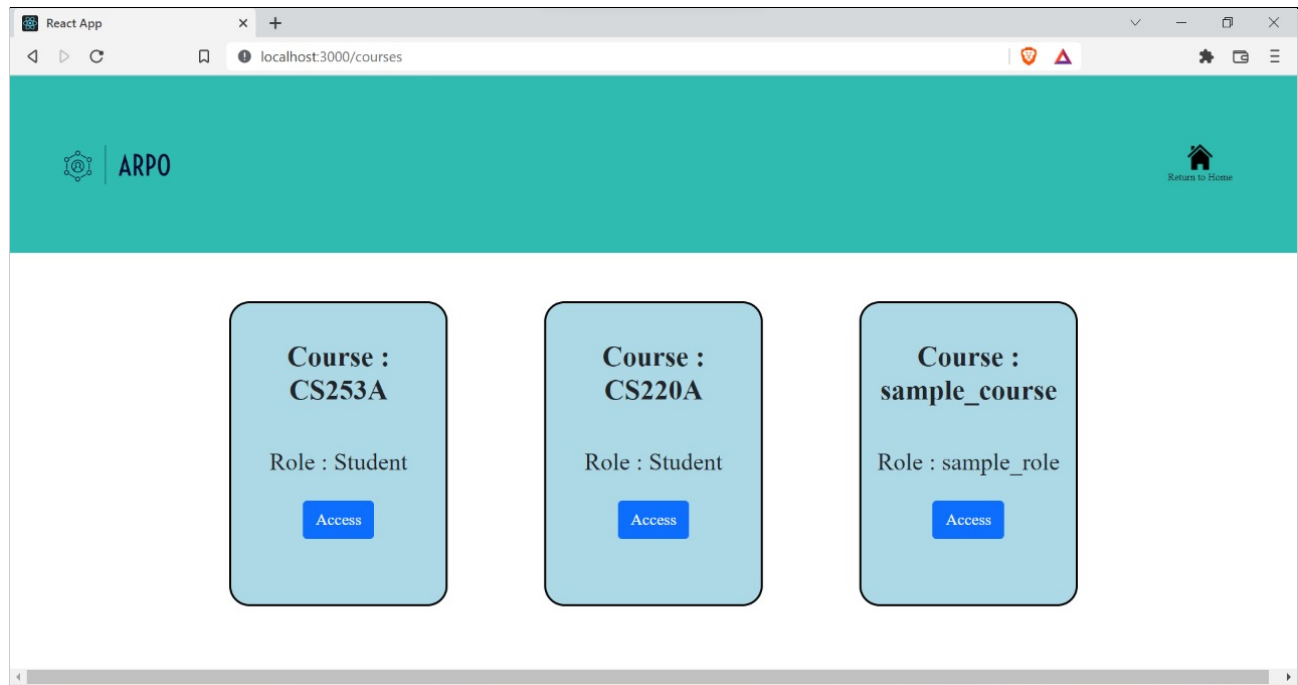 React App
localhost:3000/courses
ARPO
Return to Home
Course :
CS253A
Role : Student
Access
Course :
CS220A
Role : Student
Access
Course :
sample_course
Role : sample_role
Access